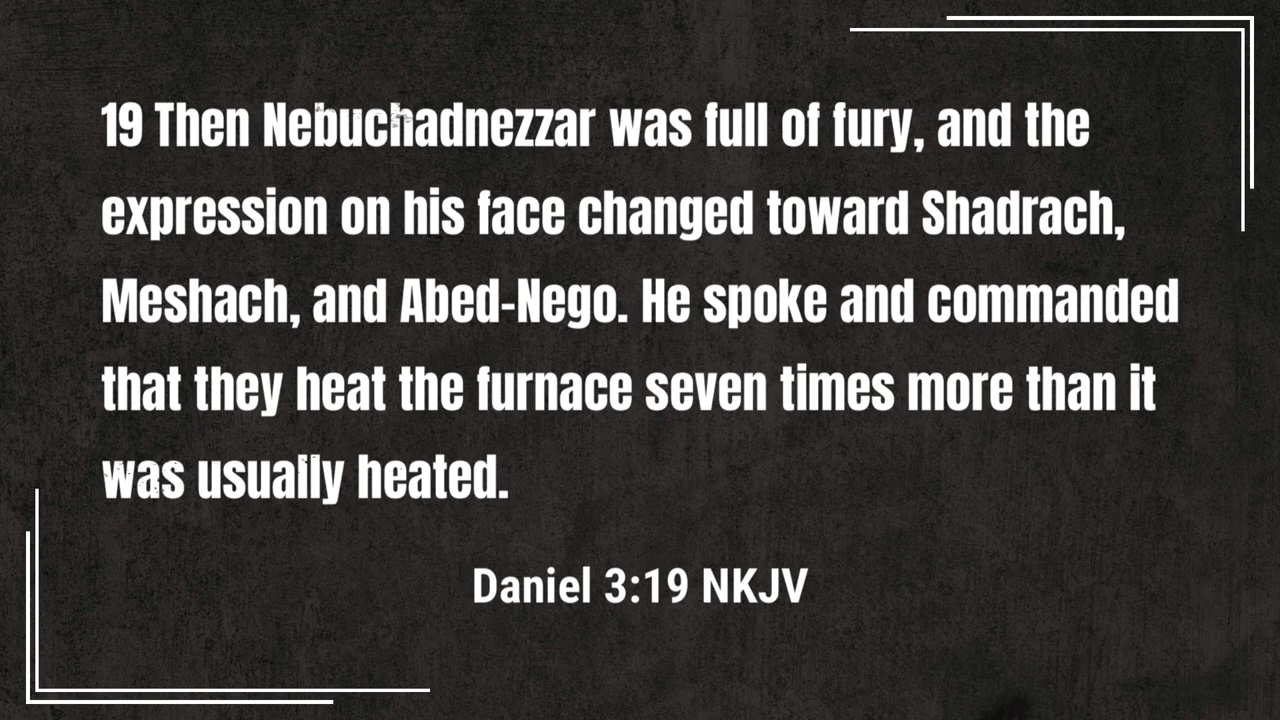 19 Then Nebuchadnezzar was full of fury, and the
expression on his face changed toward Shadrach,
Meshach, and Abed-Nego. He spoke and commanded
that they heat the furnace seven times more than it
was usually heated.
Daniel 3:19 NKJV